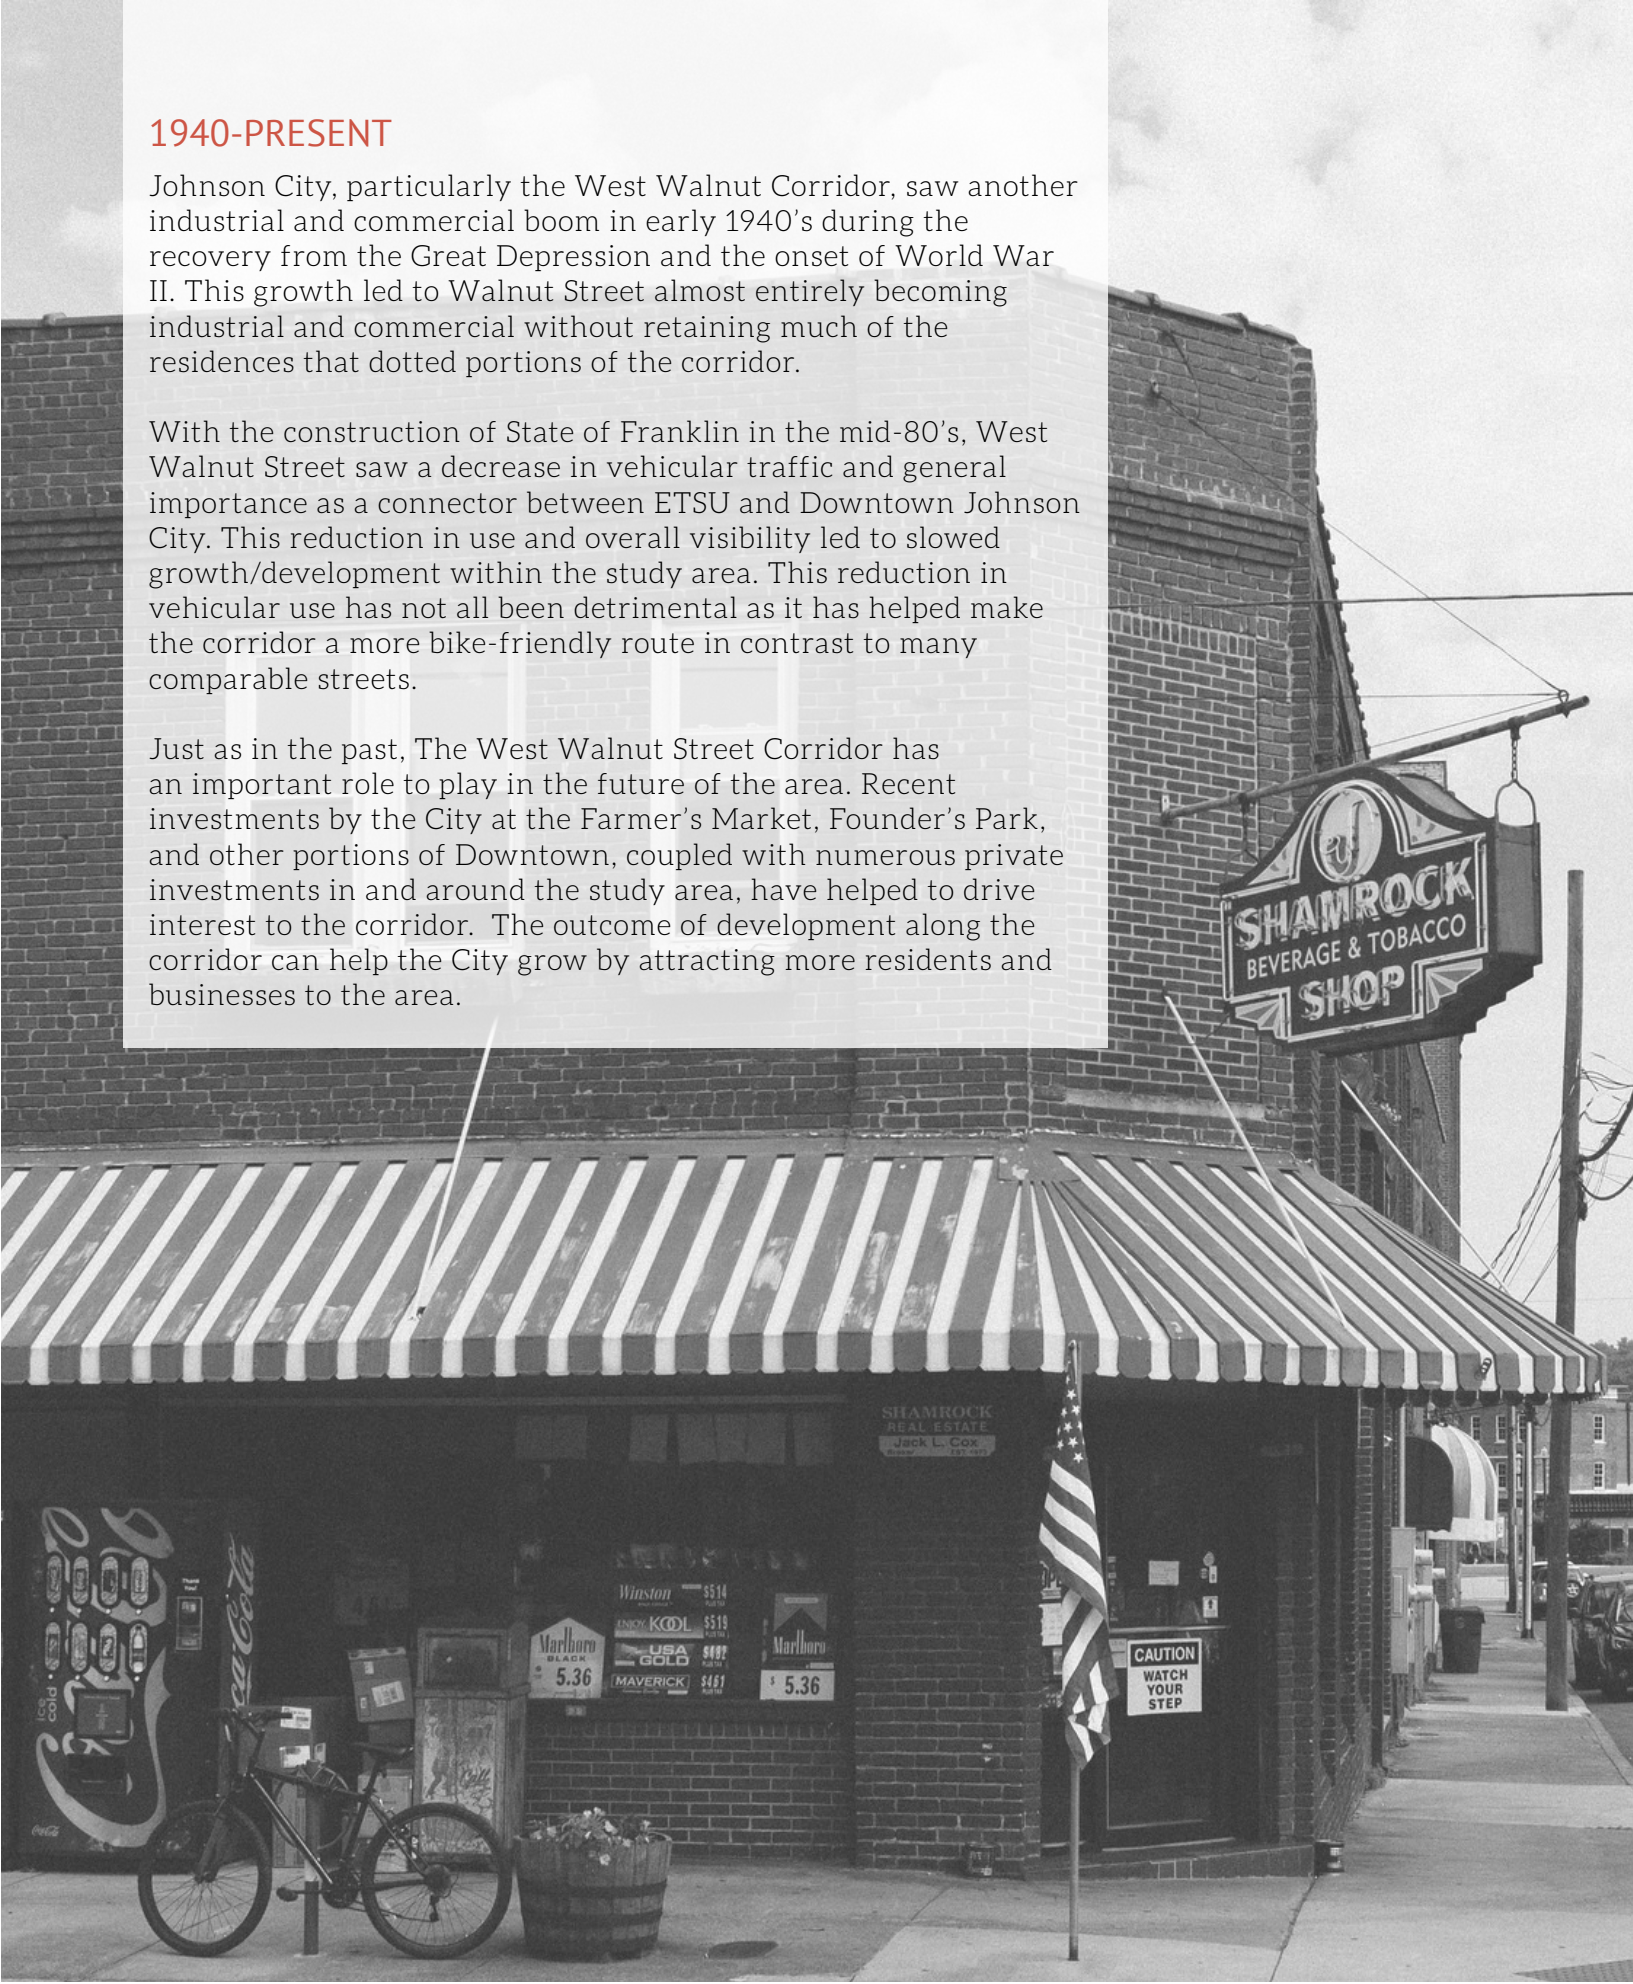 1940-PRESENT
Johnson City, particularly the West Walnut Corridor, saw another
industrial and commercial boom in early 1940’s during the
recovery from the Great Depression and the onset of World War
II. This growth led to Walnut Street almost entirely becoming
industrial and commercial without retaining much of the
residences that dotted portions of the corridor.
With the construction of State of Franklin in the mid-80’s, West
Walnut Street saw a decrease in vehicular traffic and general
importance as a connector between ETSU and Downtown Johnson
City. This reduction in use and overall visibility led to slowed
growth/development within the study area. This reduction in
vehicular use has not all been detrimental as it has helped make
the corridor a more bike-friendly route in contrast to many
comparable streets.
Just as in the past, The West Walnut Street Corridor has
an important role to play in the future of the area. Recent
investments by the City at the Farmer’s Market, Founder’s Park,
and other portions of Downtown, coupled with numerous private
investments in and around the study area, have helped to drive
interest to the corridor.  The outcome of development along the
corridor can help the City grow by attracting more residents and
businesses to the area.
SHAMROCK
BEVERAGE & TOBACCO
SHOP
SHAMROCK
REAL ESTATE
Jack L. Cox
Thank
You!
Coca-Cola
ice
cold
Coca-Cola
Winston $514
ENJOY KOOL $519
USA
GOLD
MAVERICK $461
Marlboro
BLACK
5.36
Marlboro
$ 5.36
CAUTION
WATCH
YOUR
STEP